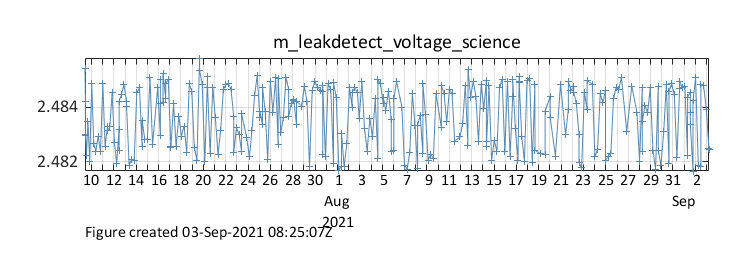 m_leakdetect_voltage_science
2.484
2.482
10 12 14 16 18 20 22 24 26 28 30 1 3 5 7 9 11 13 15 17 19 21 23 25 27 29 31 2
Aug Sep
2021
Figure created 03-Sep-2021 08:25:07Z